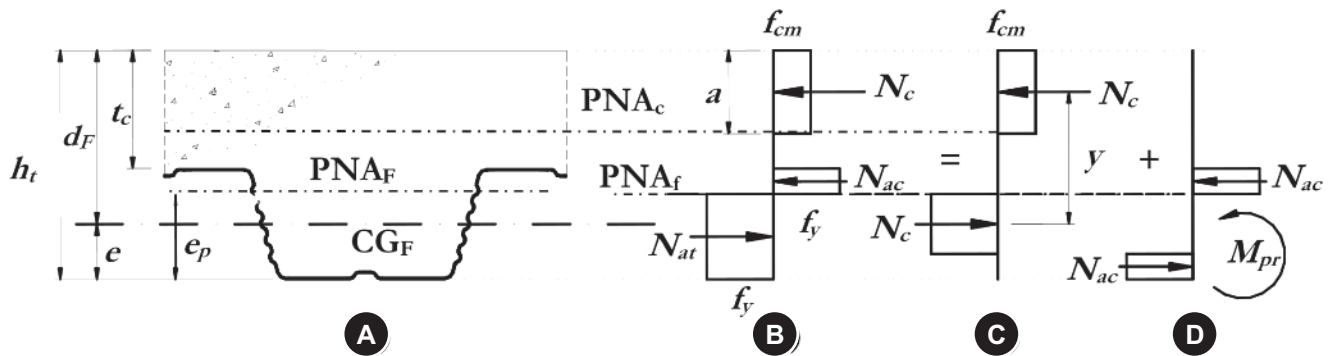 f_cm
f_cm
h_t
d_F
t_c
e
e_p
PNA_c
PNA_F
CG_F
a
N_c
PNA_f
N_ac
f_y
N_at
f_y
=
N_c
y
N_c
+
N_ac
N_ac
M_pr
A
B
C
D